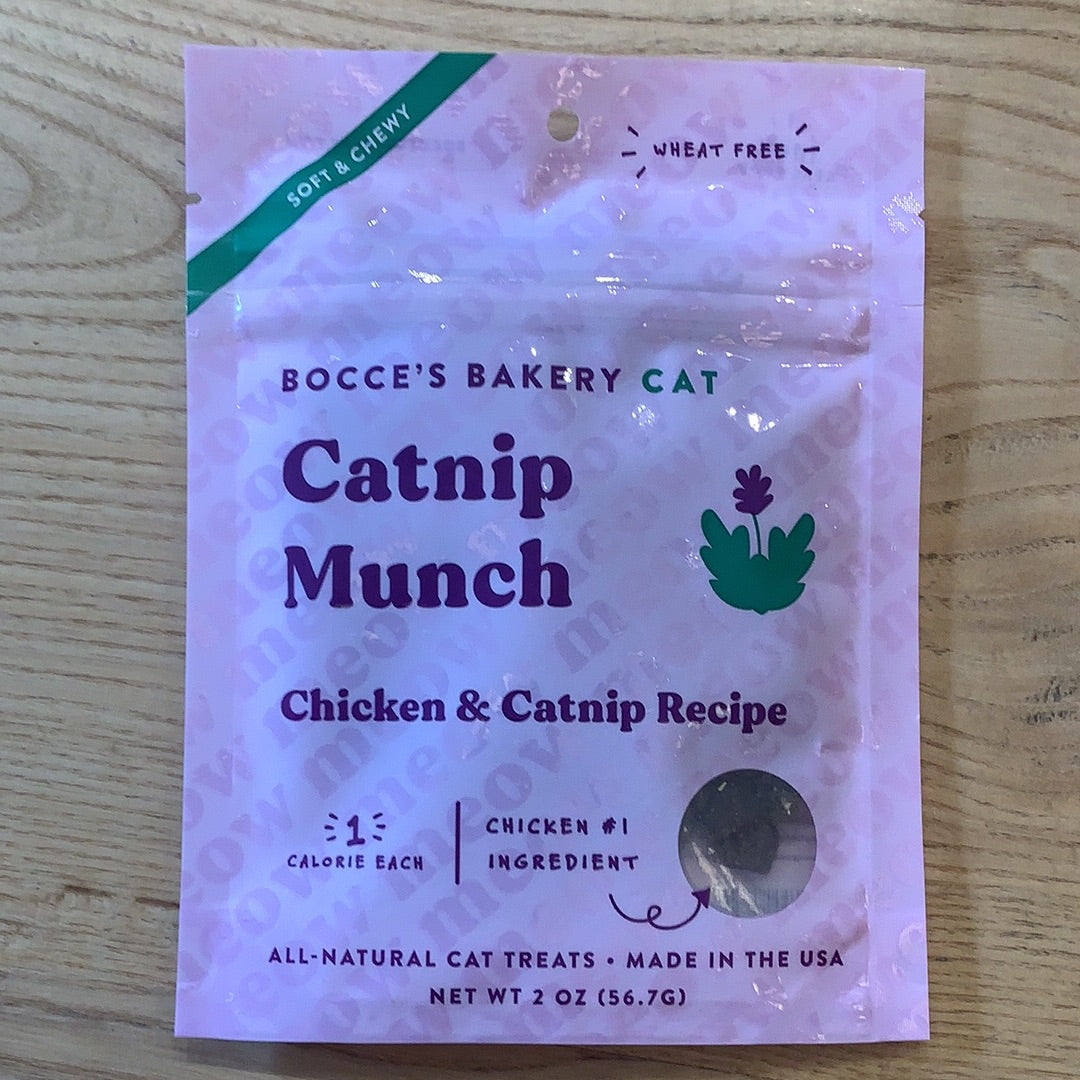 SOFT & CHEWY
WHEAT FREE
BOCCE'S BAKERY CAT
Catnip
Munch
Chicken & Catnip Recipe
1
CALORIE EACH
CHICKEN #1
INGREDIENT
ALL-NATURAL CAT TREATS • MADE IN THE USA
NET WT 2 OZ (56.7G)